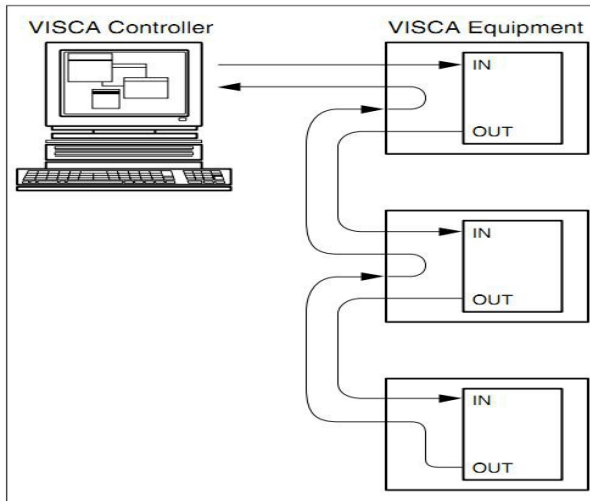 VISCA Controller
VISCA Equipment
IN
OUT
IN
OUT
IN
OUT